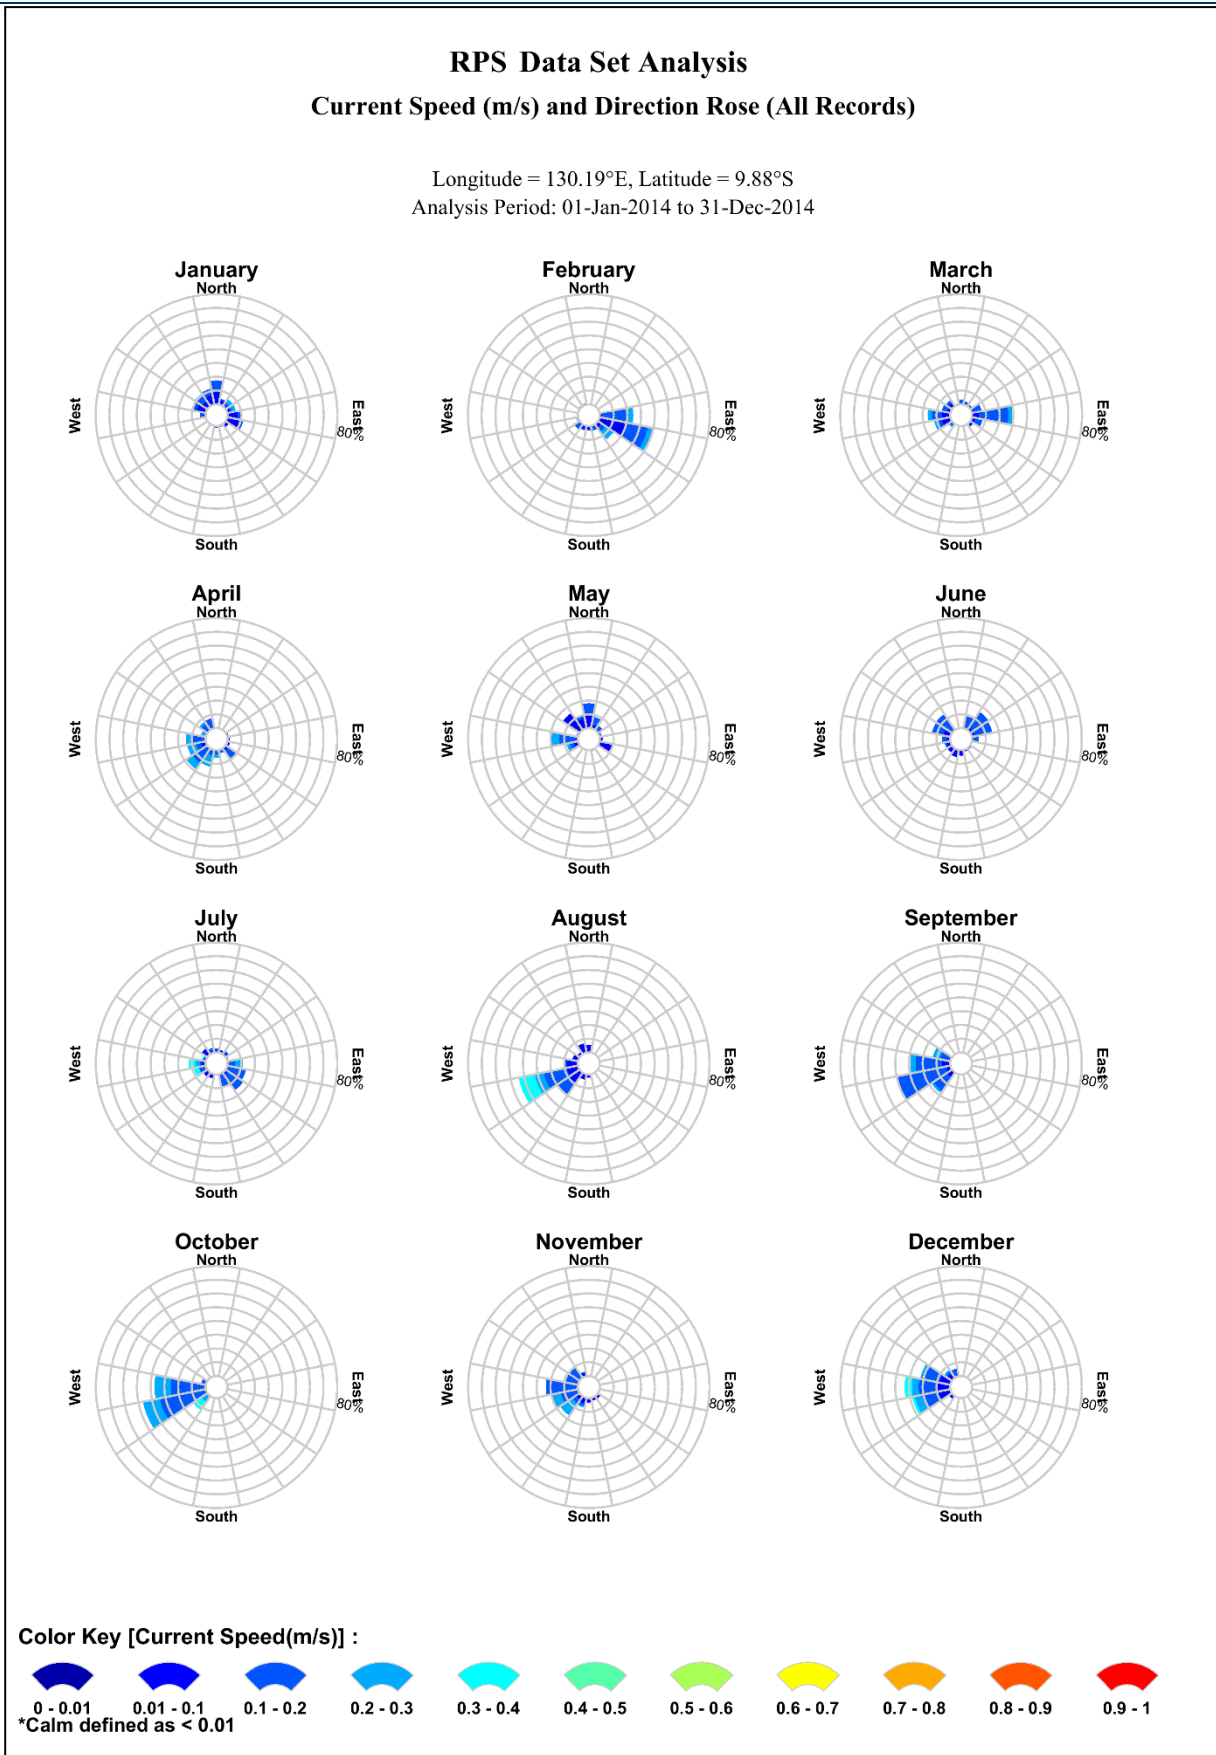 RPS Data Set Analysis
Current Speed (m/s) and Direction Rose (All Records)
Longitude = 130.19°E, Latitude = 9.88°S
Analysis Period: 01-Jan-2014 to 31-Dec-2014
January
North
West
East
80%
South
February
North
West
East
80%
South
March
North
West
East
80%
South
April
North
West
East
80%
South
May
North
West
East
80%
South
June
North
West
East
80%
South
July
North
West
East
80%
South
August
North
West
East
80%
South
September
North
West
East
80%
South
October
North
West
East
80%
South
November
North
West
East
80%
South
December
North
West
East
80%
South
Color Key [Current Speed(m/s)] :
0 - 0.01 0.01 - 0.1 0.1 - 0.2 0.2 - 0.3 0.3 - 0.4 0.4 - 0.5 0.5 - 0.6 0.6 - 0.7 0.7 - 0.8 0.8 - 0.9 0.9 - 1
*Calm defined as < 0.01